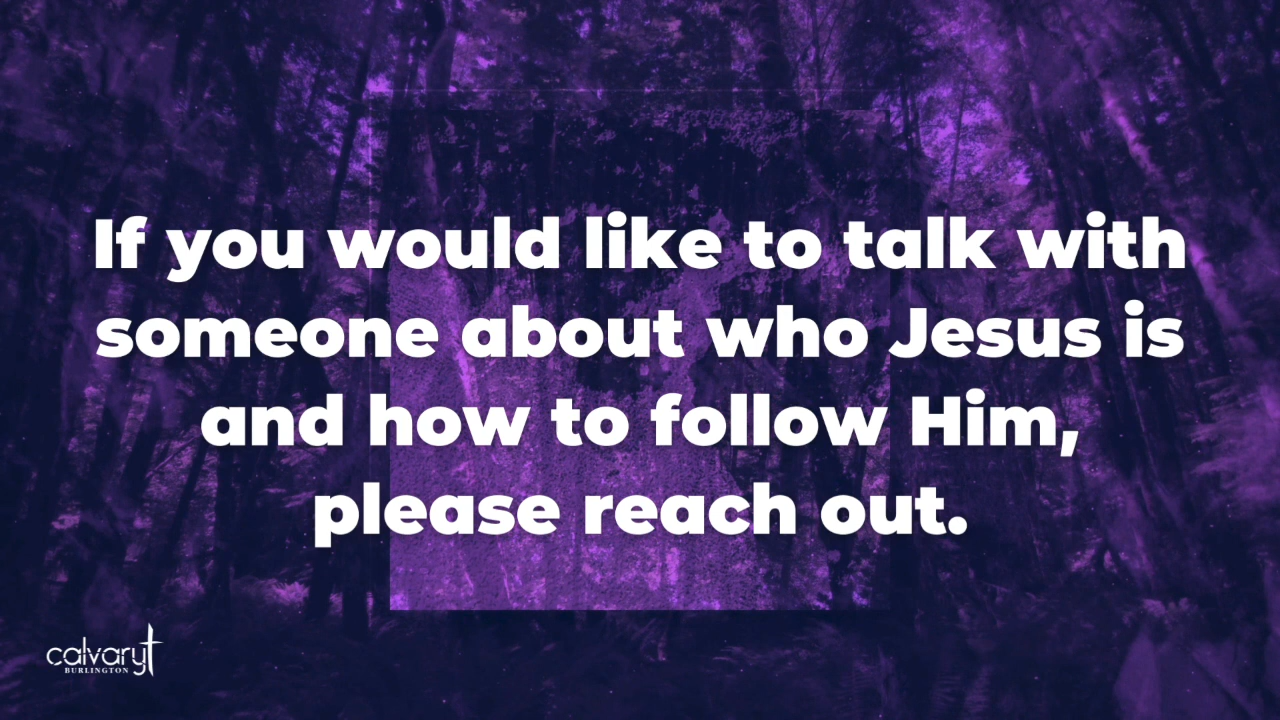 If you would like to talk with
someone about who Jesus is
and how to follow Him,
please reach out.
calvary
BURLINGTON